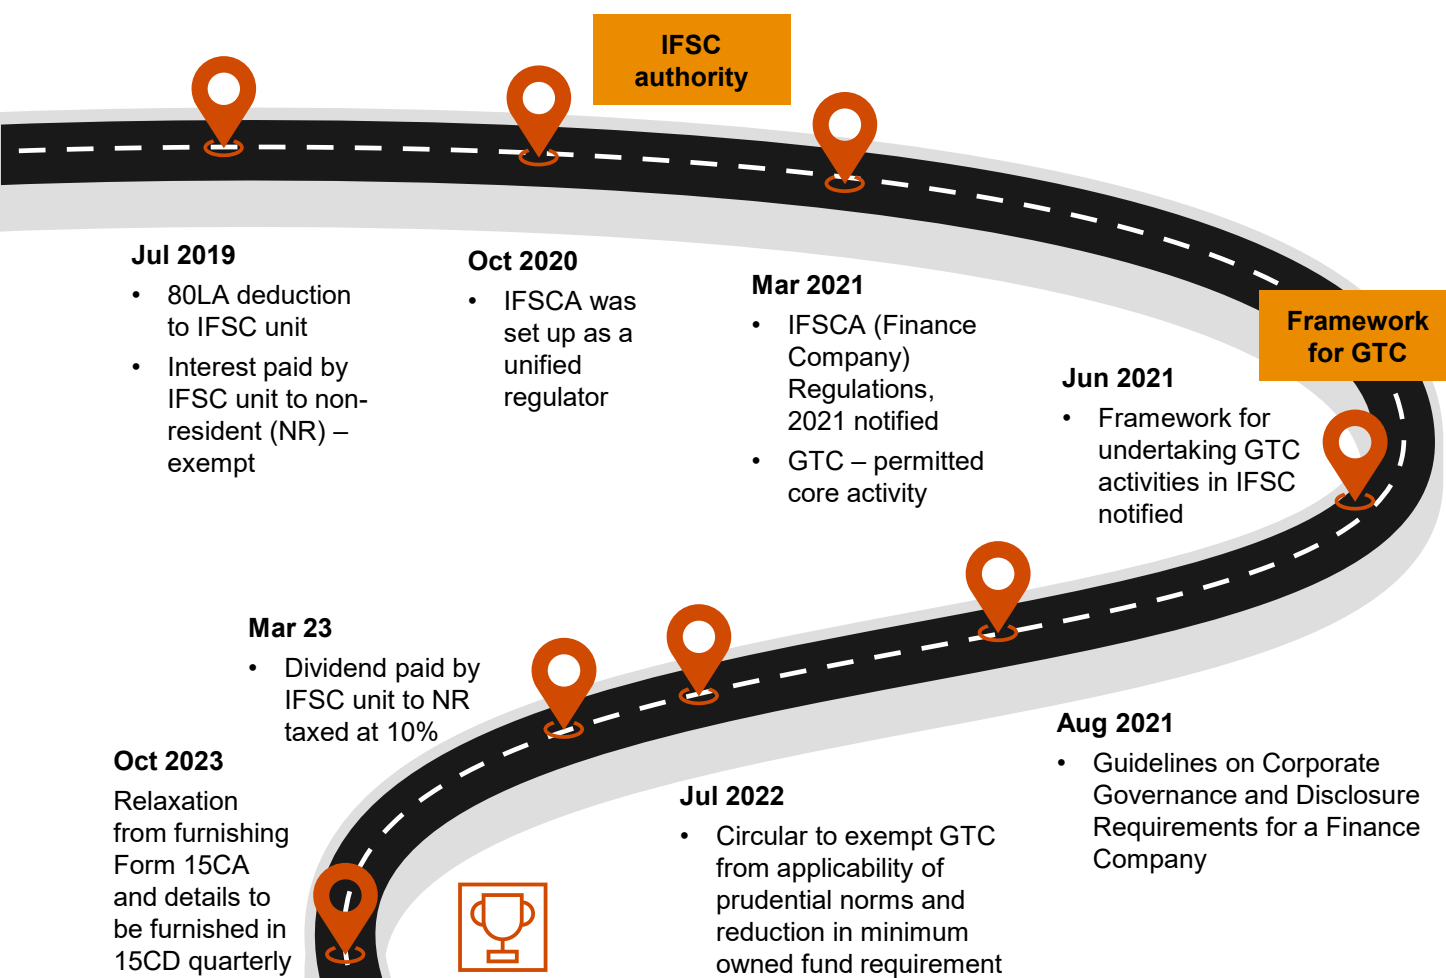 IFSC
authority
Jul 2019
• 80LA deduction
to IFSC unit
• Interest paid by
IFSC unit to non-
resident (NR) –
exempt
Oct 2020
• IFSCA was
set up as a
unified
regulator
Mar 2021
• IFSCA (Finance
Company)
Regulations,
2021 notified
• GTC – permitted
core activity
Framework
for GTC
Jun 2021
• Framework for
undertaking GTC
activities in IFSC
notified
Aug 2021
• Guidelines on Corporate
Governance and Disclosure
Requirements for a Finance
Company
Jul 2022
• Circular to exempt GTC
from applicability of
prudential norms and
reduction in minimum
owned fund requirement
Mar 23
• Dividend paid by
IFSC unit to NR
taxed at 10%
Oct 2023
Relaxation
from furnishing
Form 15CA
and details to
be furnished in
15CD quarterly